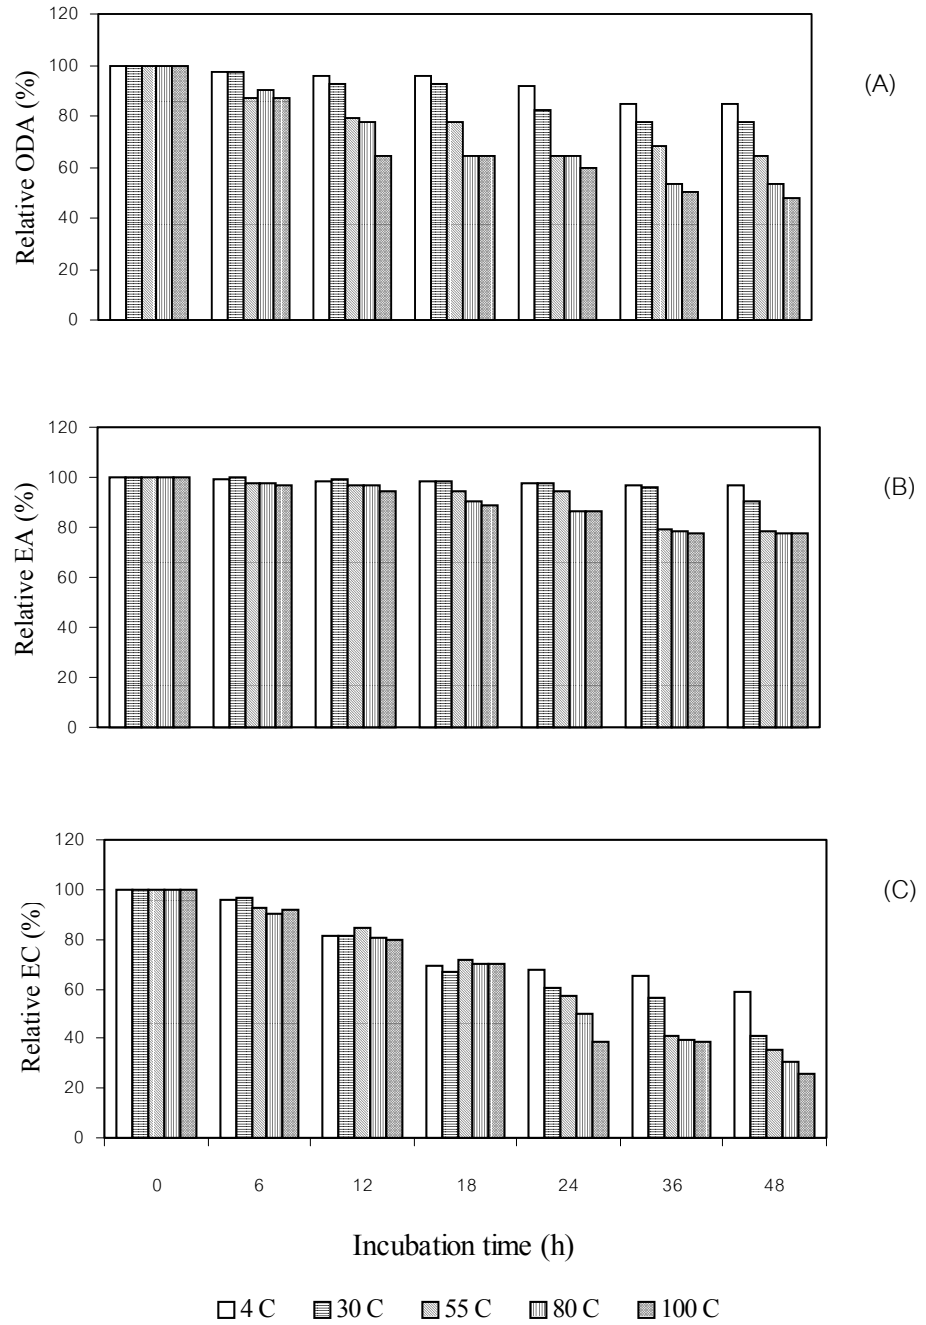 120
100
80
60
40
20
0
Relative ODA (%)
(A)
120
100
80
60
40
20
0
Relative EA (%)
(B)
120
100
80
60
40
20
0
Relative EC (%)
(C)
0 6 12 18 24 36 48
Incubation time (h)
4 C 30 C 55 C 80 C 100 C